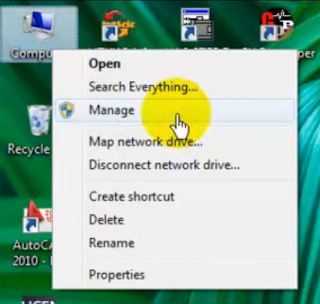 Compu
Open
Search Everything...
Manage
Map network drive...
Disconnect network drive...
Create shortcut
Delete
Rename
Properties
Recycle
AutoCA
2010 -